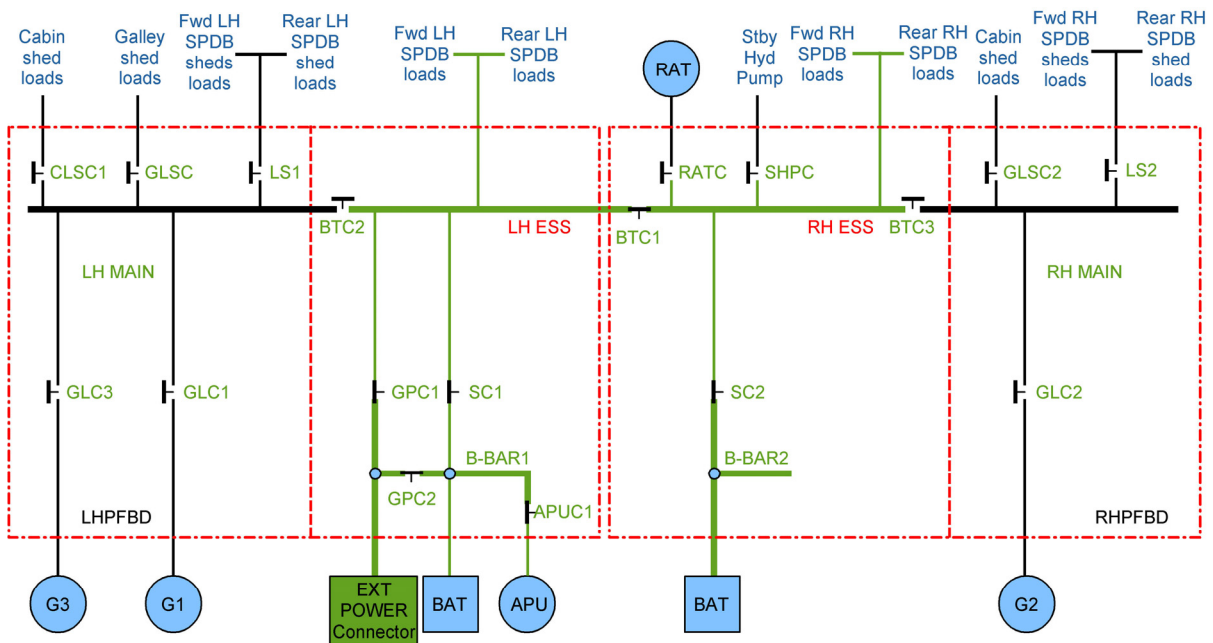 Cabin
shed
loads
Galley
shed
loads
Fwd LH
SPDB
sheds
loads
Rear LH
SPDB
shed
loads
Fwd LH
SPDB
loads
Rear LH
SPDB
loads
RAT
Stby
Hyd
Pump
Fwd RH
SPDB
loads
Rear RH
SPDB
loads
Cabin
shed
loads
Fwd RH
SPDB
sheds
loads
Rear RH
SPDB
shed
loads
CLSC1
GLSC
LS1
RATC
SHPC
GLSC2
LS2
BTC2
LH ESS
BTC1
RH ESS
BTC3
LH MAIN
RH MAIN
GLC3
GLC1
GPC1
SC1
SC2
GLC2
B-BAR1
B-BAR2
GPC2
APUC1
LHPFBD
RHPFBD
G3
G1
EXT
POWER
Connector
BAT
APU
BAT
G2